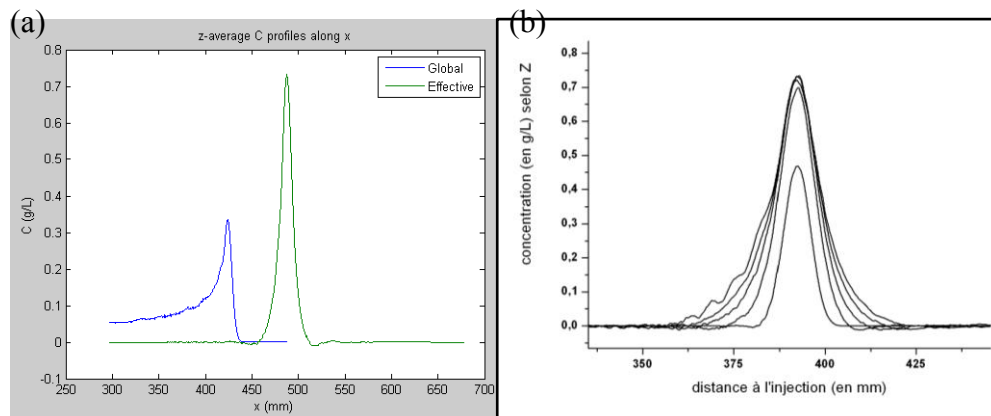 (a)
z-average C profiles along x
0.8
0.7
0.6
0.5
0.4
0.3
0.2
0.1
0
-0.1
C (g/L)
Global
Effective
250 300 350 400 450 500 550 600 650 700
x (mm)
(b)
concentration (en g/L) selon Z
0,8
0,7
0,6
0,5
0,4
0,3
0,2
0,1
0,0
350 375 400 425
distance à l'injection (en mm)